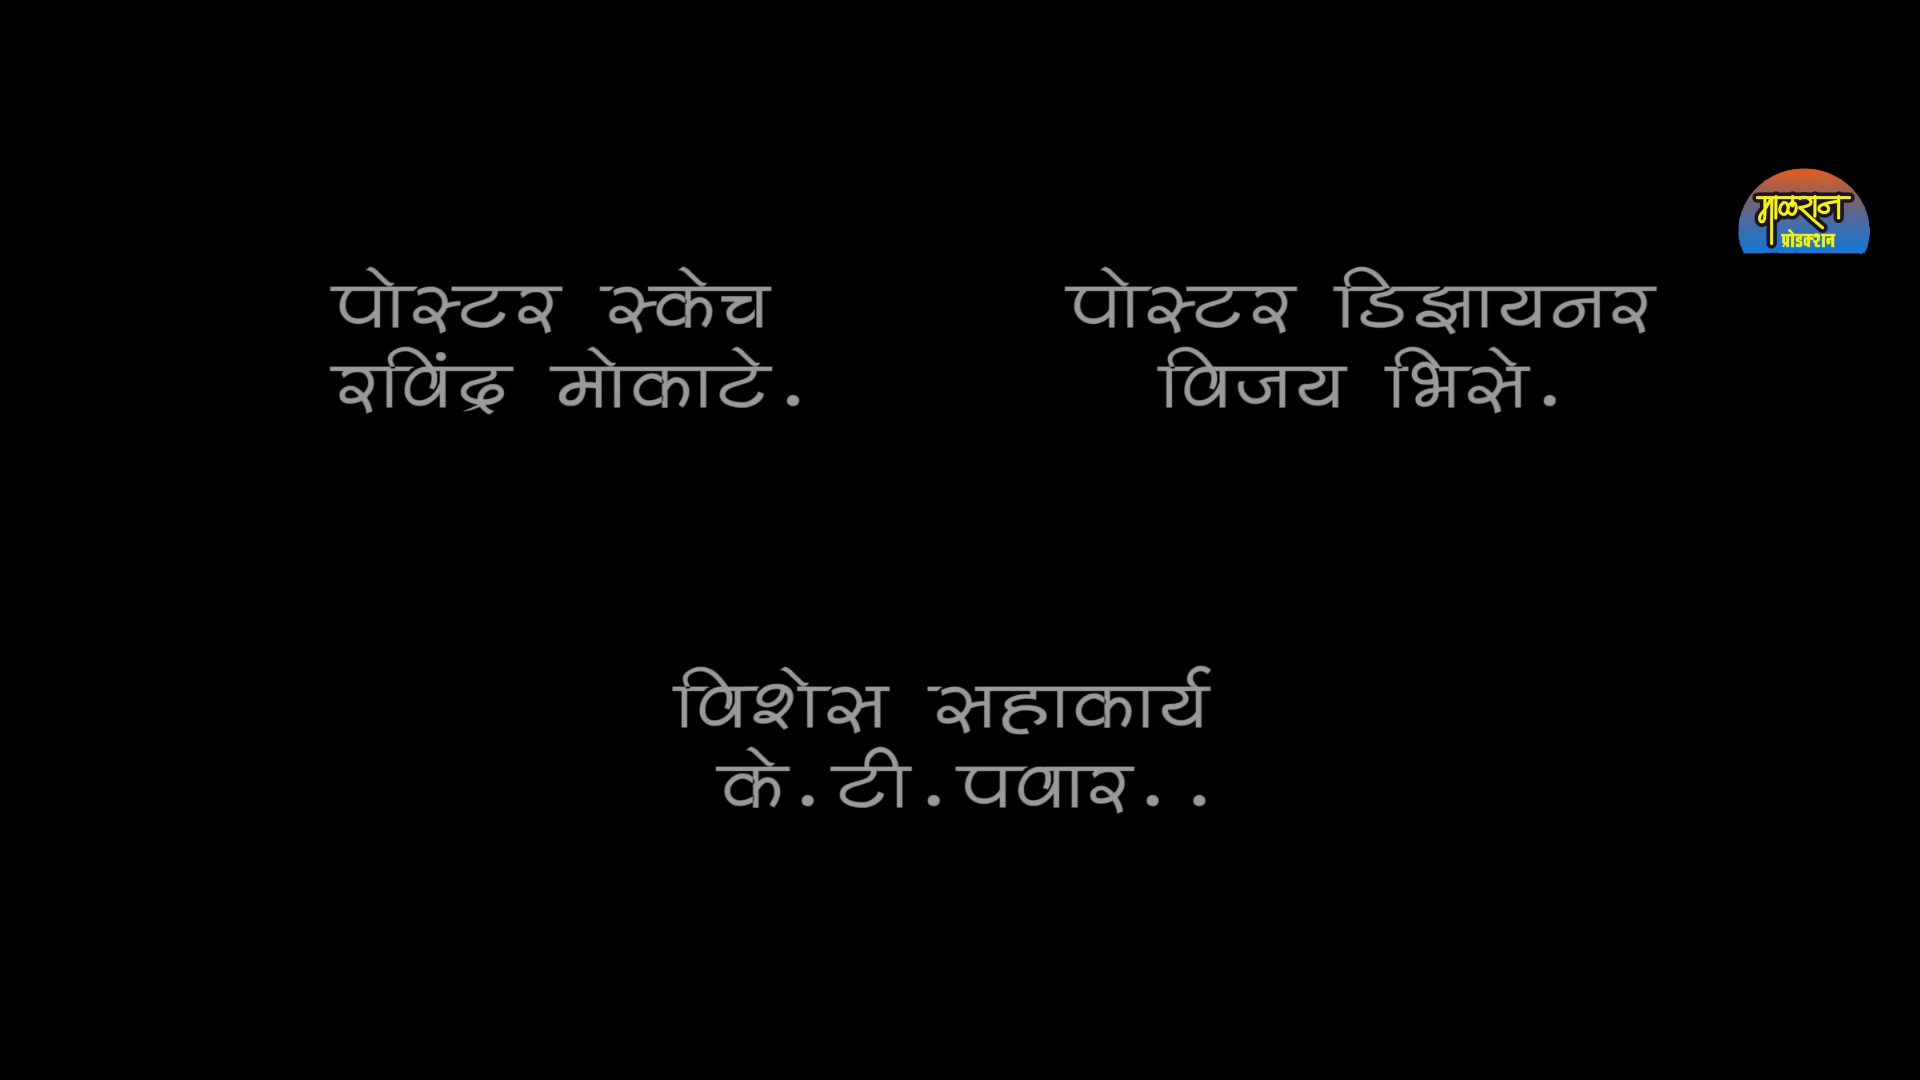 माळरान
प्रोडक्शन
पोस्टर स्केच
रविंद्र मोकाटे.
पोस्टर डिझायनर
विजय भिसे.
विशेस सहाकार्य
के.टी.पवार..